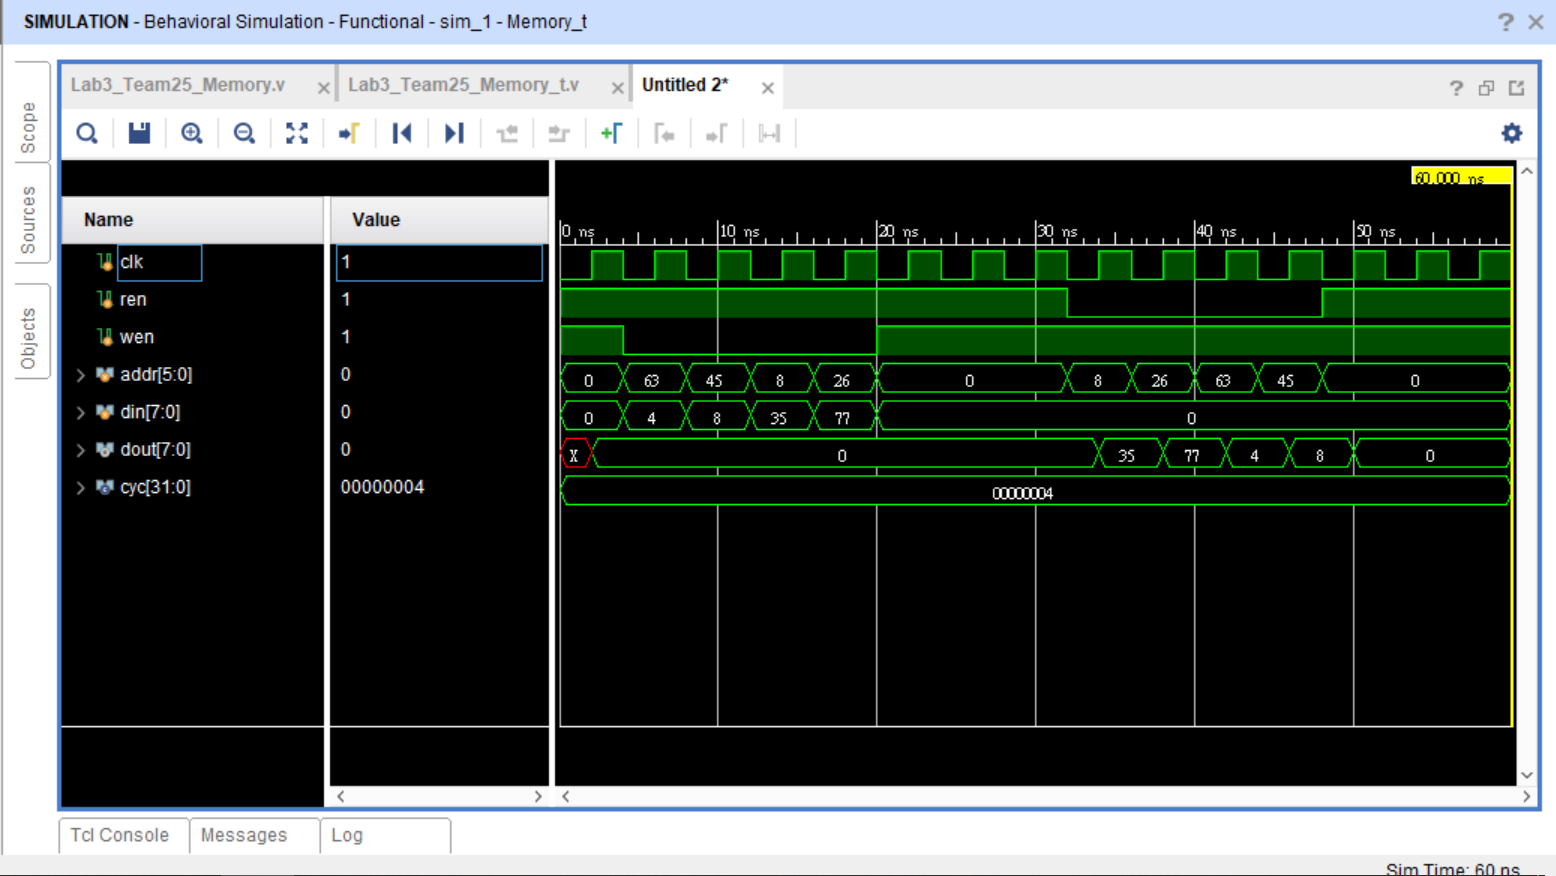 SIMULATION - Behavioral Simulation - Functional - sim_1 - Memory_t
Scope
Sources
Objects
Lab3_Team25_Memory.v
Lab3_Team25_Memory_t.v
Untitled 2*
60.000 ns
Name
Value
0 ns
10 ns
20 ns
30 ns
40 ns
50 ns
clk
1
ren
1
wen
1
addr[5:0]
0
0 63 45 8 26 0 8 26 63 45 0
din[7:0]
0
0 4 8 35 77 0
dout[7:0]
0
X 0 35 77 4 8 0
cyc[31:0]
00000004
00000004
Tcl Console
Messages
Log
Sim Time: 60 ns